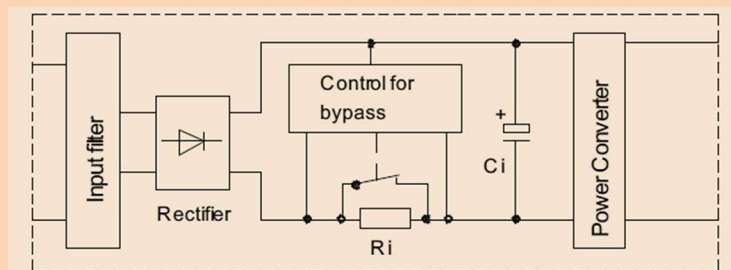 Input filter
Rectifier
Control for
bypass
Ri
+
Ci
Power Converter